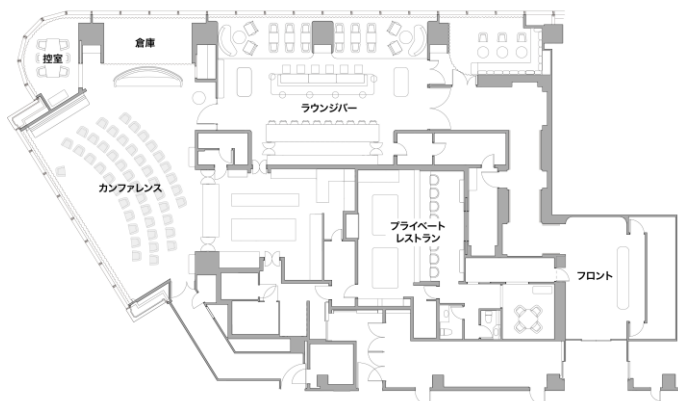 倉庫
控室
ラウンジバー
カンファレンス
プライベート
レストラン
フロント